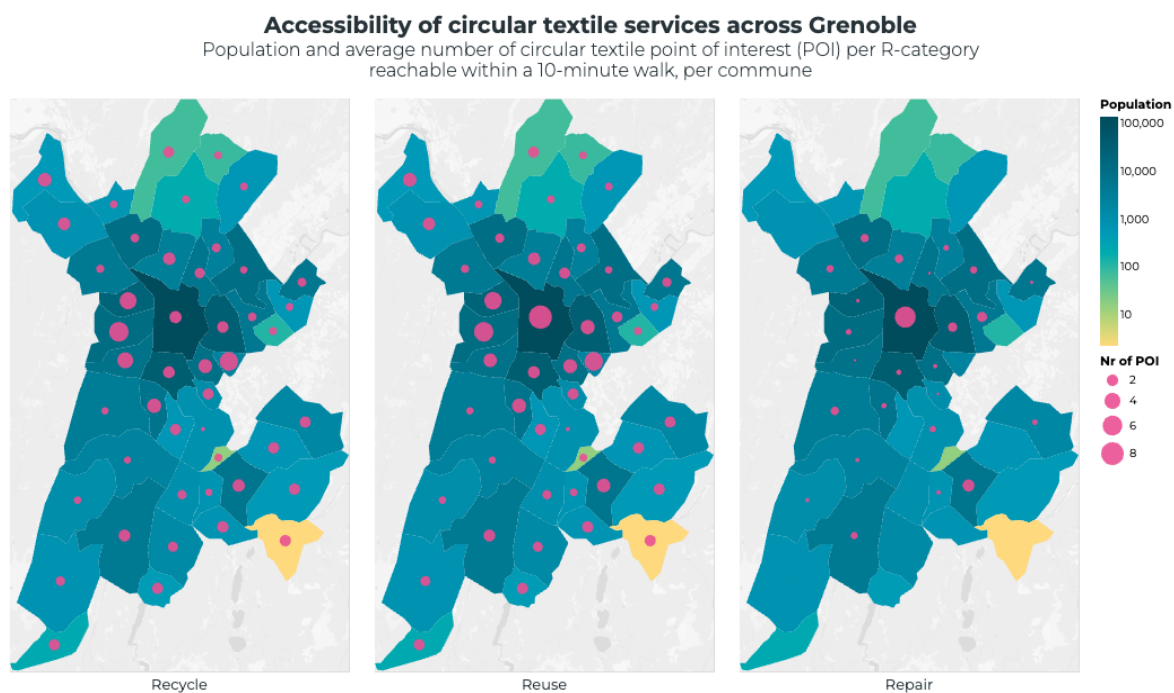 Accessibility of circular textile services across Grenoble
Population and average number of circular textile point of interest (POI) per R-category
reachable within a 10-minute walk, per commune
Population
100,000
10,000
1,000
100
10
Nr of POI
2
4
6
8
Recycle
Reuse
Repair